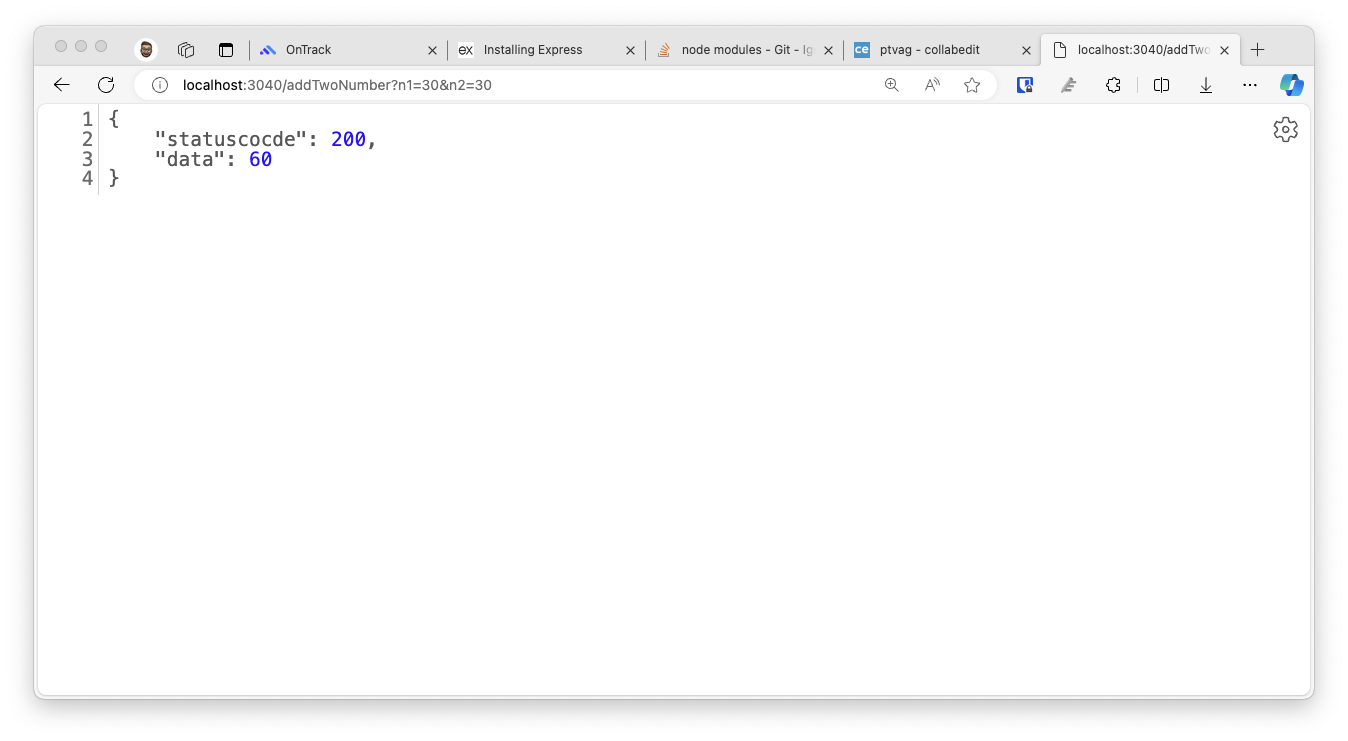 OnTrack
ex Installing Express
node modules - Git - Ig
ce ptvag - collabedit
localhost:3040/addTwo
localhost:3040/addTwoNumber?n1=30&n2=30
1 {
2     "statuscocde": 200,
3     "data": 60
4 }